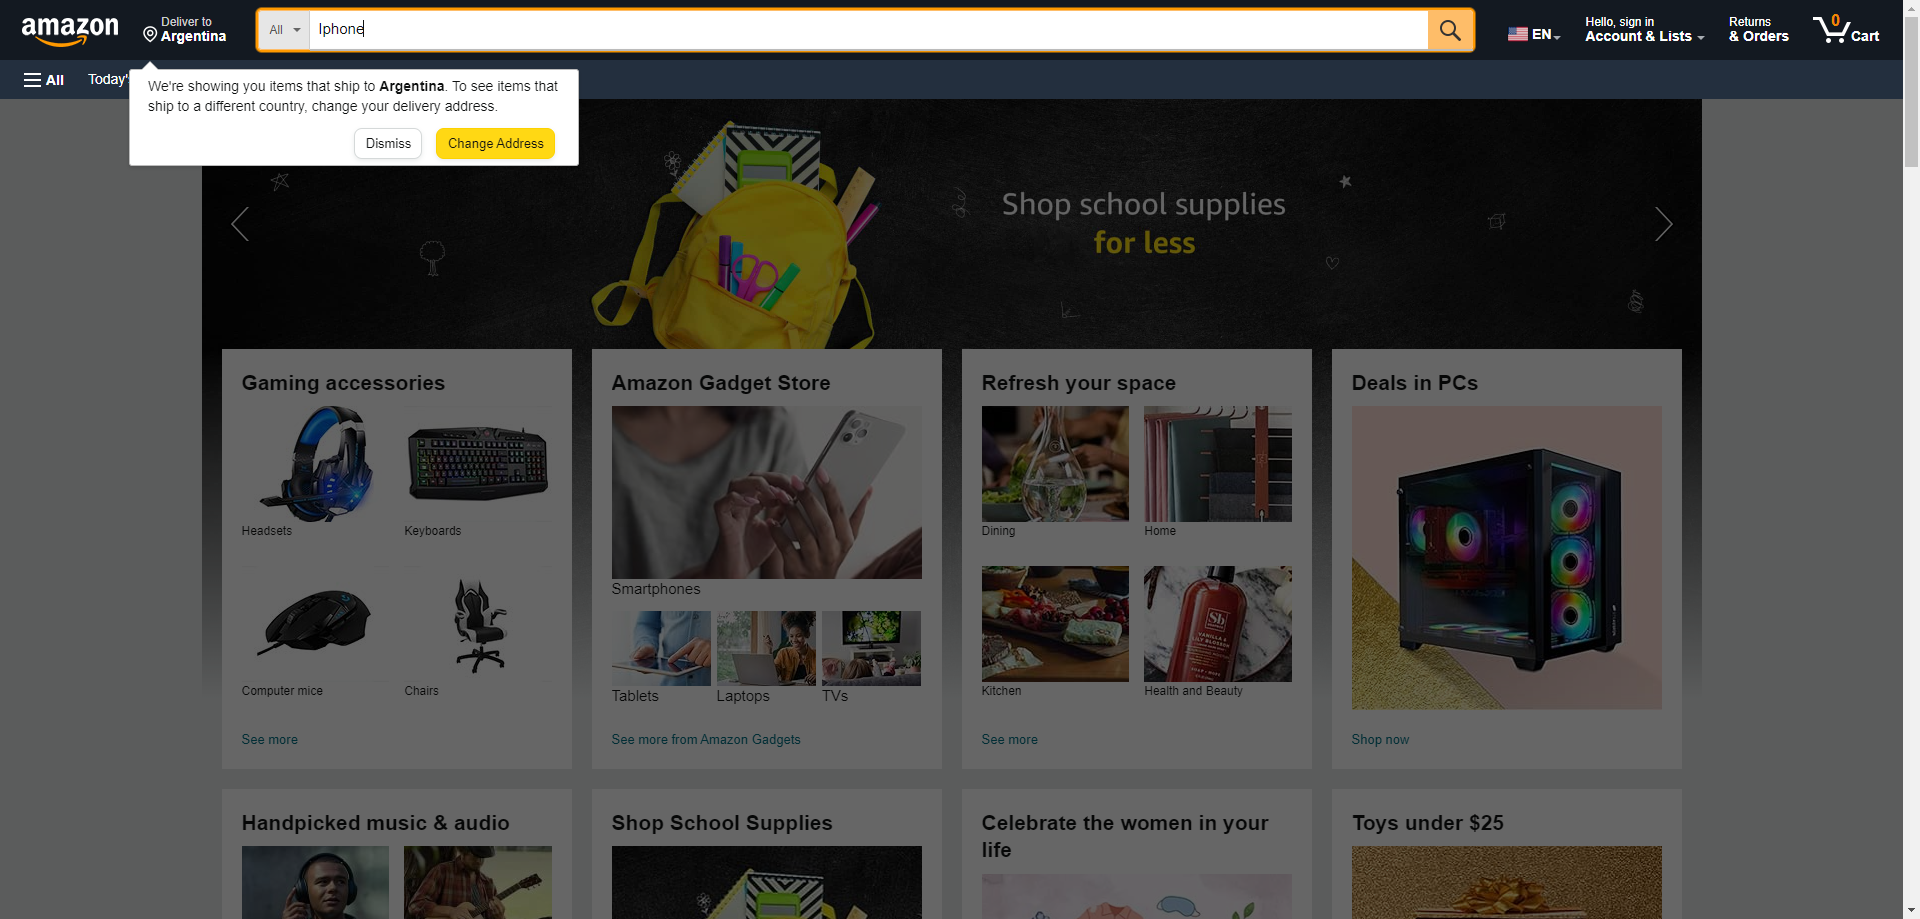 amazon
Deliver to
Argentina
All
Iphone
EN
Hello, sign in
Account & Lists
Returns
& Orders
0
Cart
All
Today's
We're showing you items that ship to Argentina. To see items that
ship to a different country, change your delivery address.
Dismiss
Change Address
Shop school supplies
for less
Gaming accessories
Headsets
Keyboards
Computer mice
Chairs
See more
Amazon Gadget Store
Smartphones
Tablets
Laptops
TVs
See more from Amazon Gadgets
Refresh your space
Dining
Home
Kitchen
Health and Beauty
See more
Deals in PCs
Shop now
Handpicked music & audio
Shop School Supplies
Celebrate the women in your
life
Toys under $25